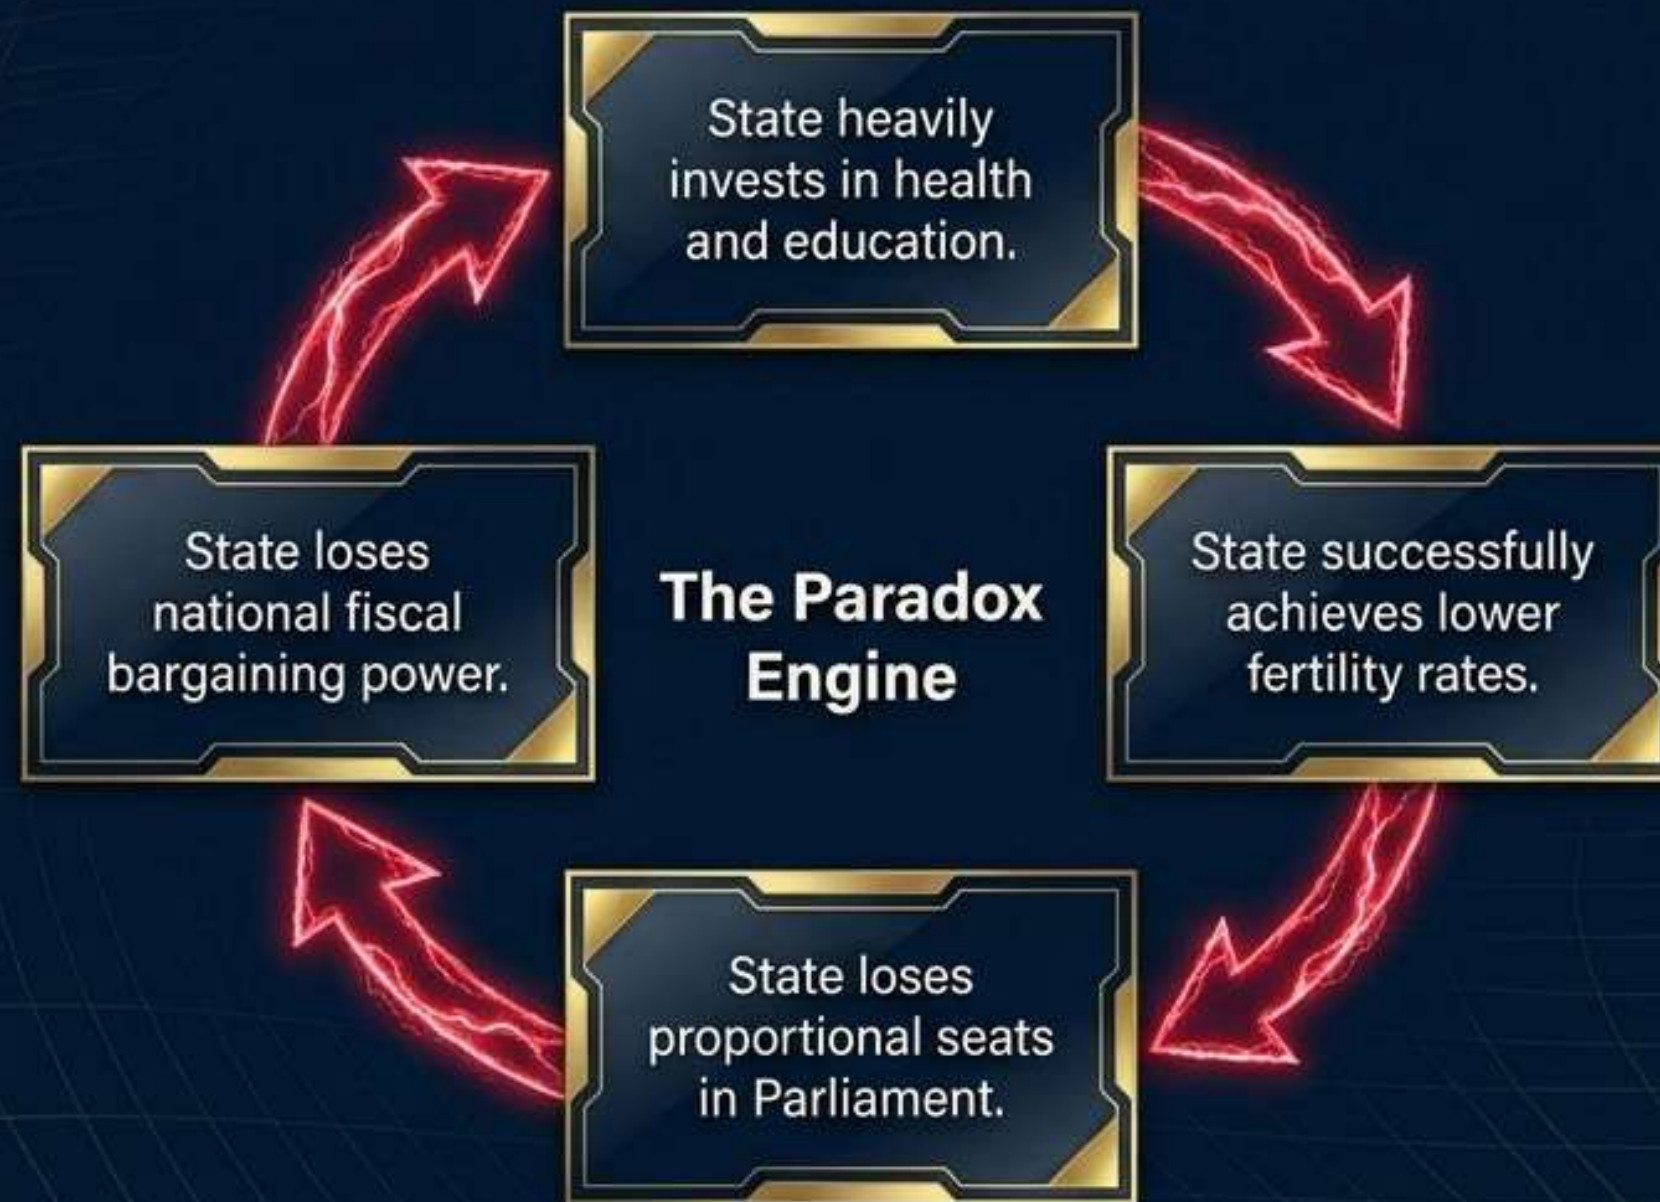 State heavily
invests in health
and education.
State successfully
achieves lower
fertility rates.
State loses
proportional seats
in Parliament.
State loses
national fiscal
bargaining power.
The Paradox
Engine